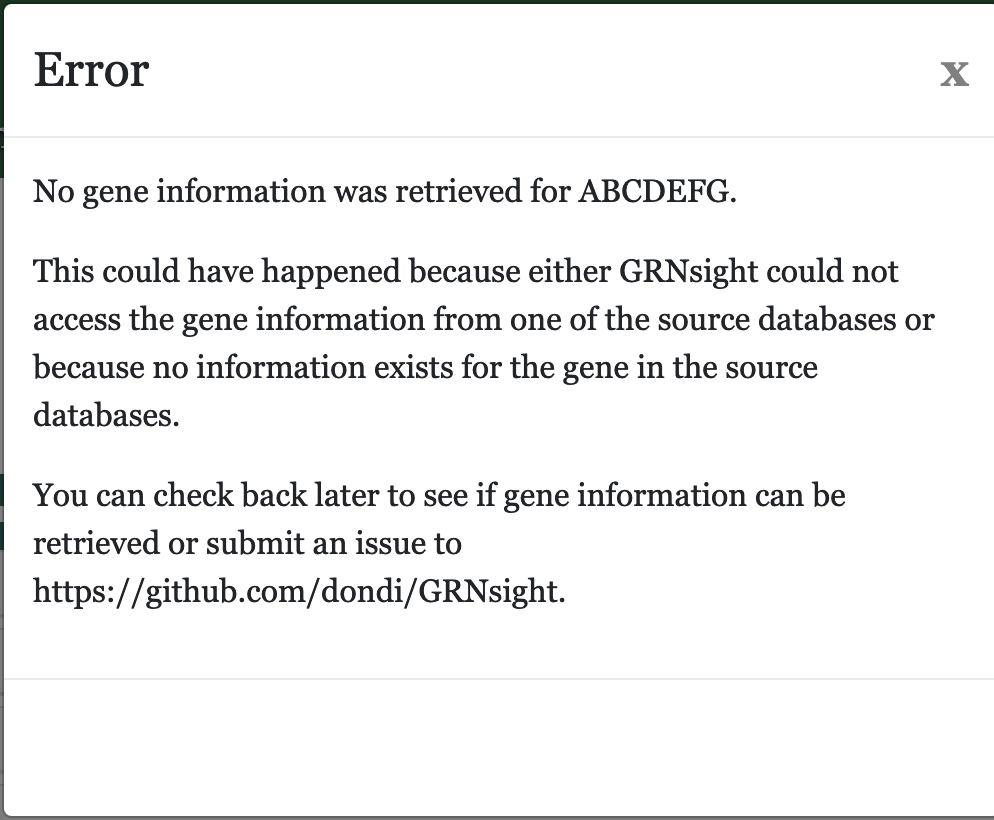 Error
x
No gene information was retrieved for ABCDEFG.
This could have happened because either GRNsight could not
access the gene information from one of the source databases or
because no information exists for the gene in the source
databases.
You can check back later to see if gene information can be
retrieved or submit an issue to
https://github.com/dondi/GRNsight.